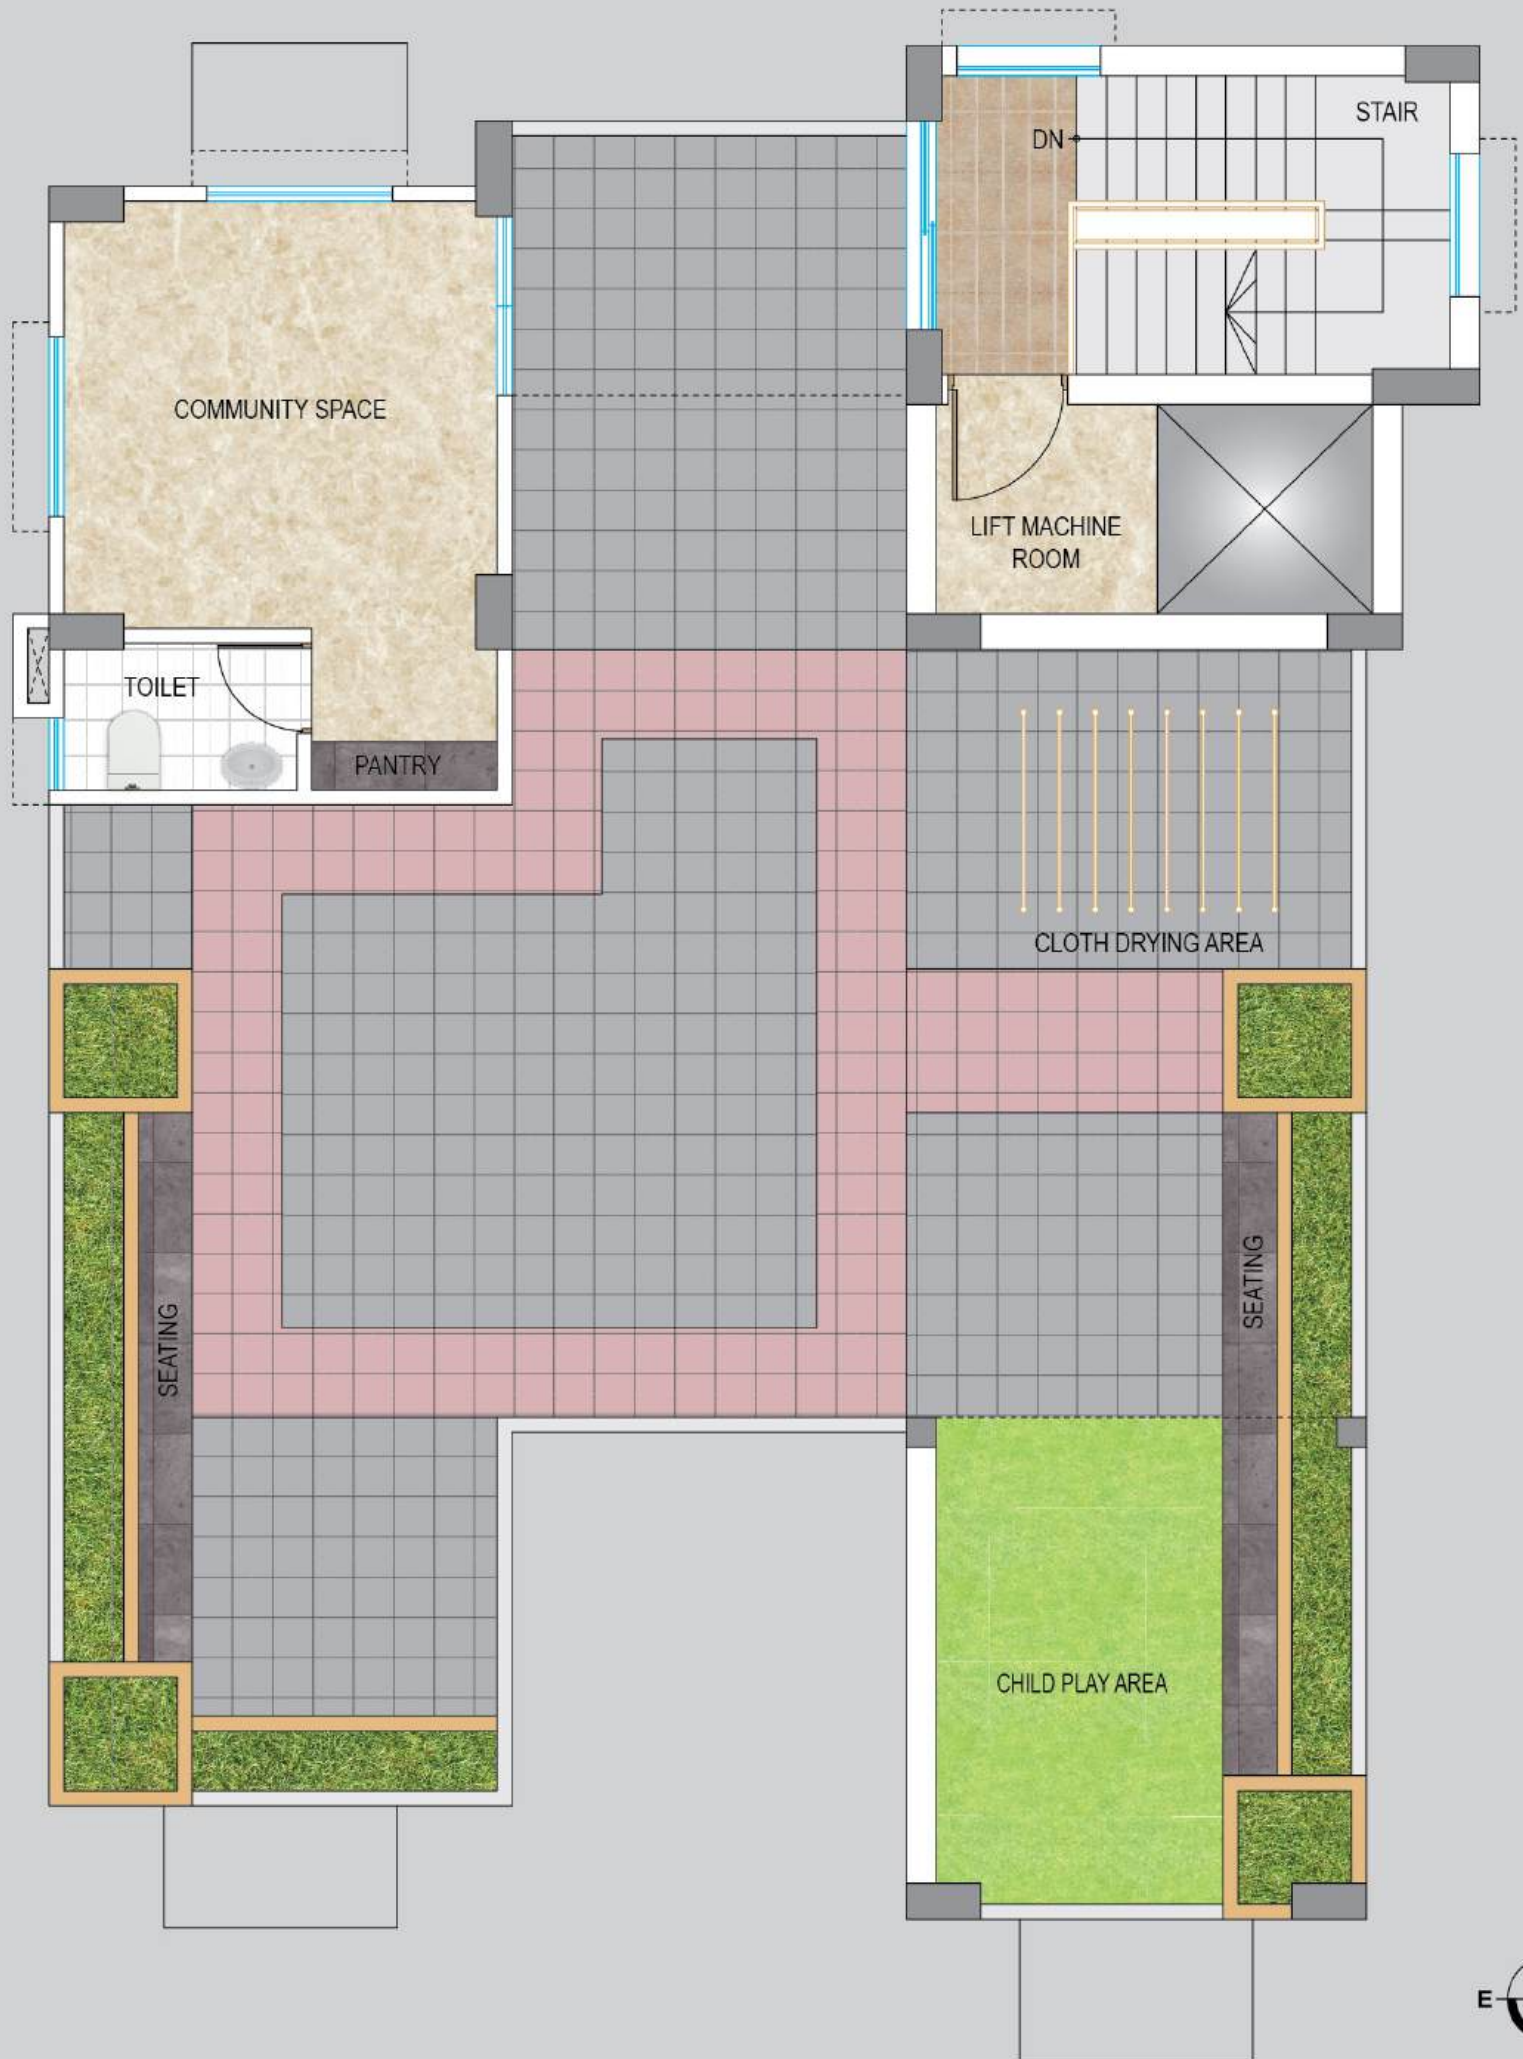 STAIR
DN
COMMUNITY SPACE
LIFT MACHINE
ROOM
TOILET
PANTRY
CLOTH DRYING AREA
SEATING
SEATING
CHILD PLAY AREA
E